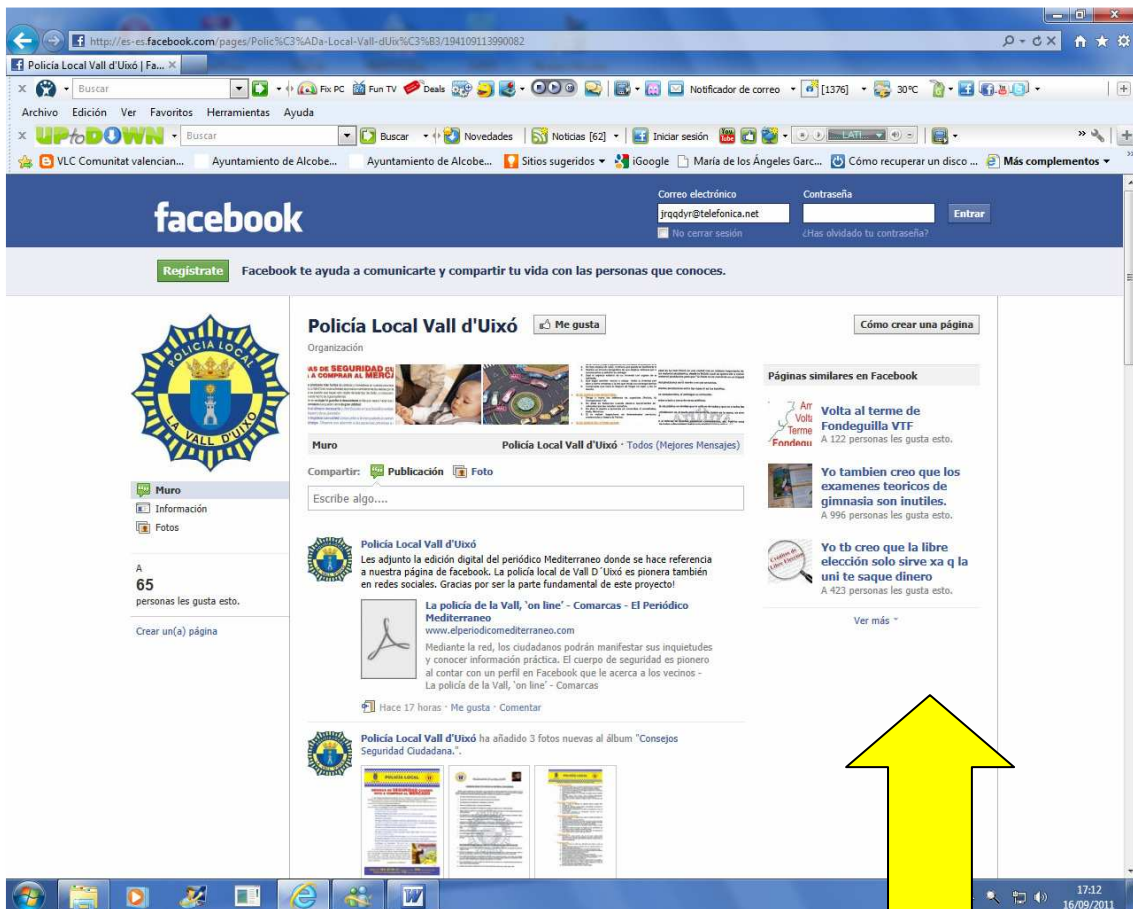 http://es-es.facebook.com/pages/Polic%C3%ADa-Local-Vall-dUix%C3%B3/194109113990082
Policía Local Vall d'Uixó | Fa...
Buscar Fix PC Fun TV Deals Notificador de correo [1376] 30ºC
Archivo Edición Ver Favoritos Herramientas Ayuda
UPtoDOWN Buscar Buscar Novedades Noticias [62] Iniciar sesión
VLC Comunitat valencian... Ayuntamiento de Alcobe... Ayuntamiento de Alcobe... Sitios sugeridos iGoogle María de los Ángeles Garc... Cómo recuperar un disco ... Más complementos
facebook
Correo electrónico Contraseña
jrqqdyr@telefonica.net Entrar
No cerrar sesión ¿Has olvidado tu contraseña?
Regístrate Facebook te ayuda a comunicarte y compartir tu vida con las personas que conoces.
POLICIA LOCAL
LA VALL D'UIXO
Muro
Información
Fotos
A
65
personas les gusta esto.
Crear un(a) página
Policía Local Vall d'Uixó Me gusta
Organización
AS DE SEGURIDAD CU
A COMPRAR AL MERC
Muro Policía Local Vall d'Uixó · Todos (Mejores Mensajes)
Compartir: Publicación Foto
Escribe algo....
Policía Local Vall d'Uixó
Les adjunto la edición digital del periódico Mediterraneo donde se hace referencia
a nuestra página de facebook. La policía local de Vall D´Uixó es pionera también
en redes sociales. Gracias por ser la parte fundamental de este proyecto!
La policía de la Vall, 'on line' - Comarcas - El Periódico
Mediterraneo
www.elperiodicomediterraneo.com
Mediante la red, los ciudadanos podrán manifestar sus inquietudes
y conocer información práctica. El cuerpo de seguridad es pionero
al contar con un perfil en Facebook que le acerca a los vecinos -
La policía de la Vall, 'on line' - Comarcas
Hace 17 horas · Me gusta · Comentar
Policía Local Vall d'Uixó ha añadido 3 fotos nuevas al álbum "Consejos
Seguridad Ciudadana.".
POLICIA LOCAL
Cómo crear una página
Páginas similares en Facebook
Volta al terme de
Fondeguilla VTF
A 122 personas les gusta esto.
Yo tambien creo que los
examenes teoricos de
gimnasia son inutiles.
A 996 personas les gusta esto.
Yo tb creo que la libre
elección solo sirve xa q la
uni te saque dinero
A 423 personas les gusta esto.
Ver más
17:12
16/09/2011